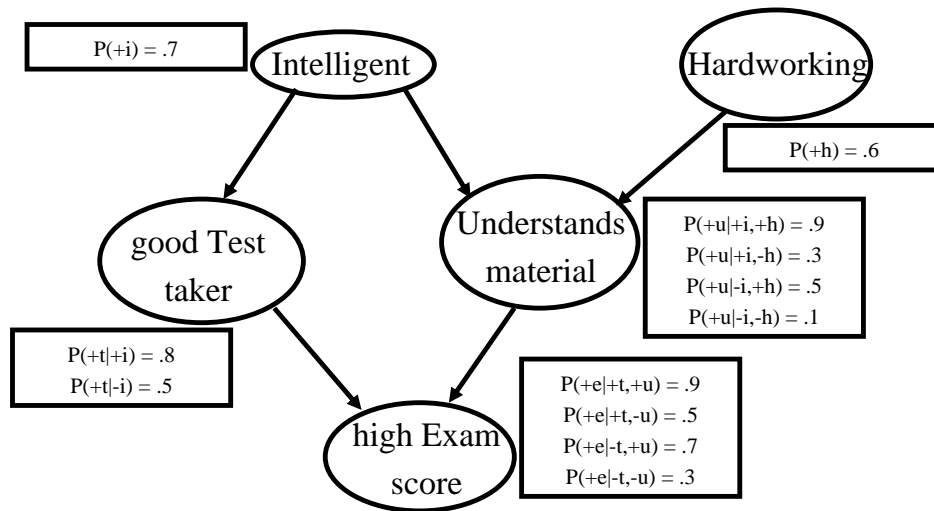 P(+i) = .7
Intelligent
Hardworking
P(+h) = .6
good Test
taker
Understands
material
P(+u|+i,+h) = .9
P(+u|+i,-h) = .3
P(+u|-i,+h) = .5
P(+u|-i,-h) = .1
P(+t|+i) = .8
P(+t|-i) = .5
high Exam
score
P(+e|+t,+u) = .9
P(+e|+t,-u) = .5
P(+e|-t,+u) = .7
P(+e|-t,-u) = .3